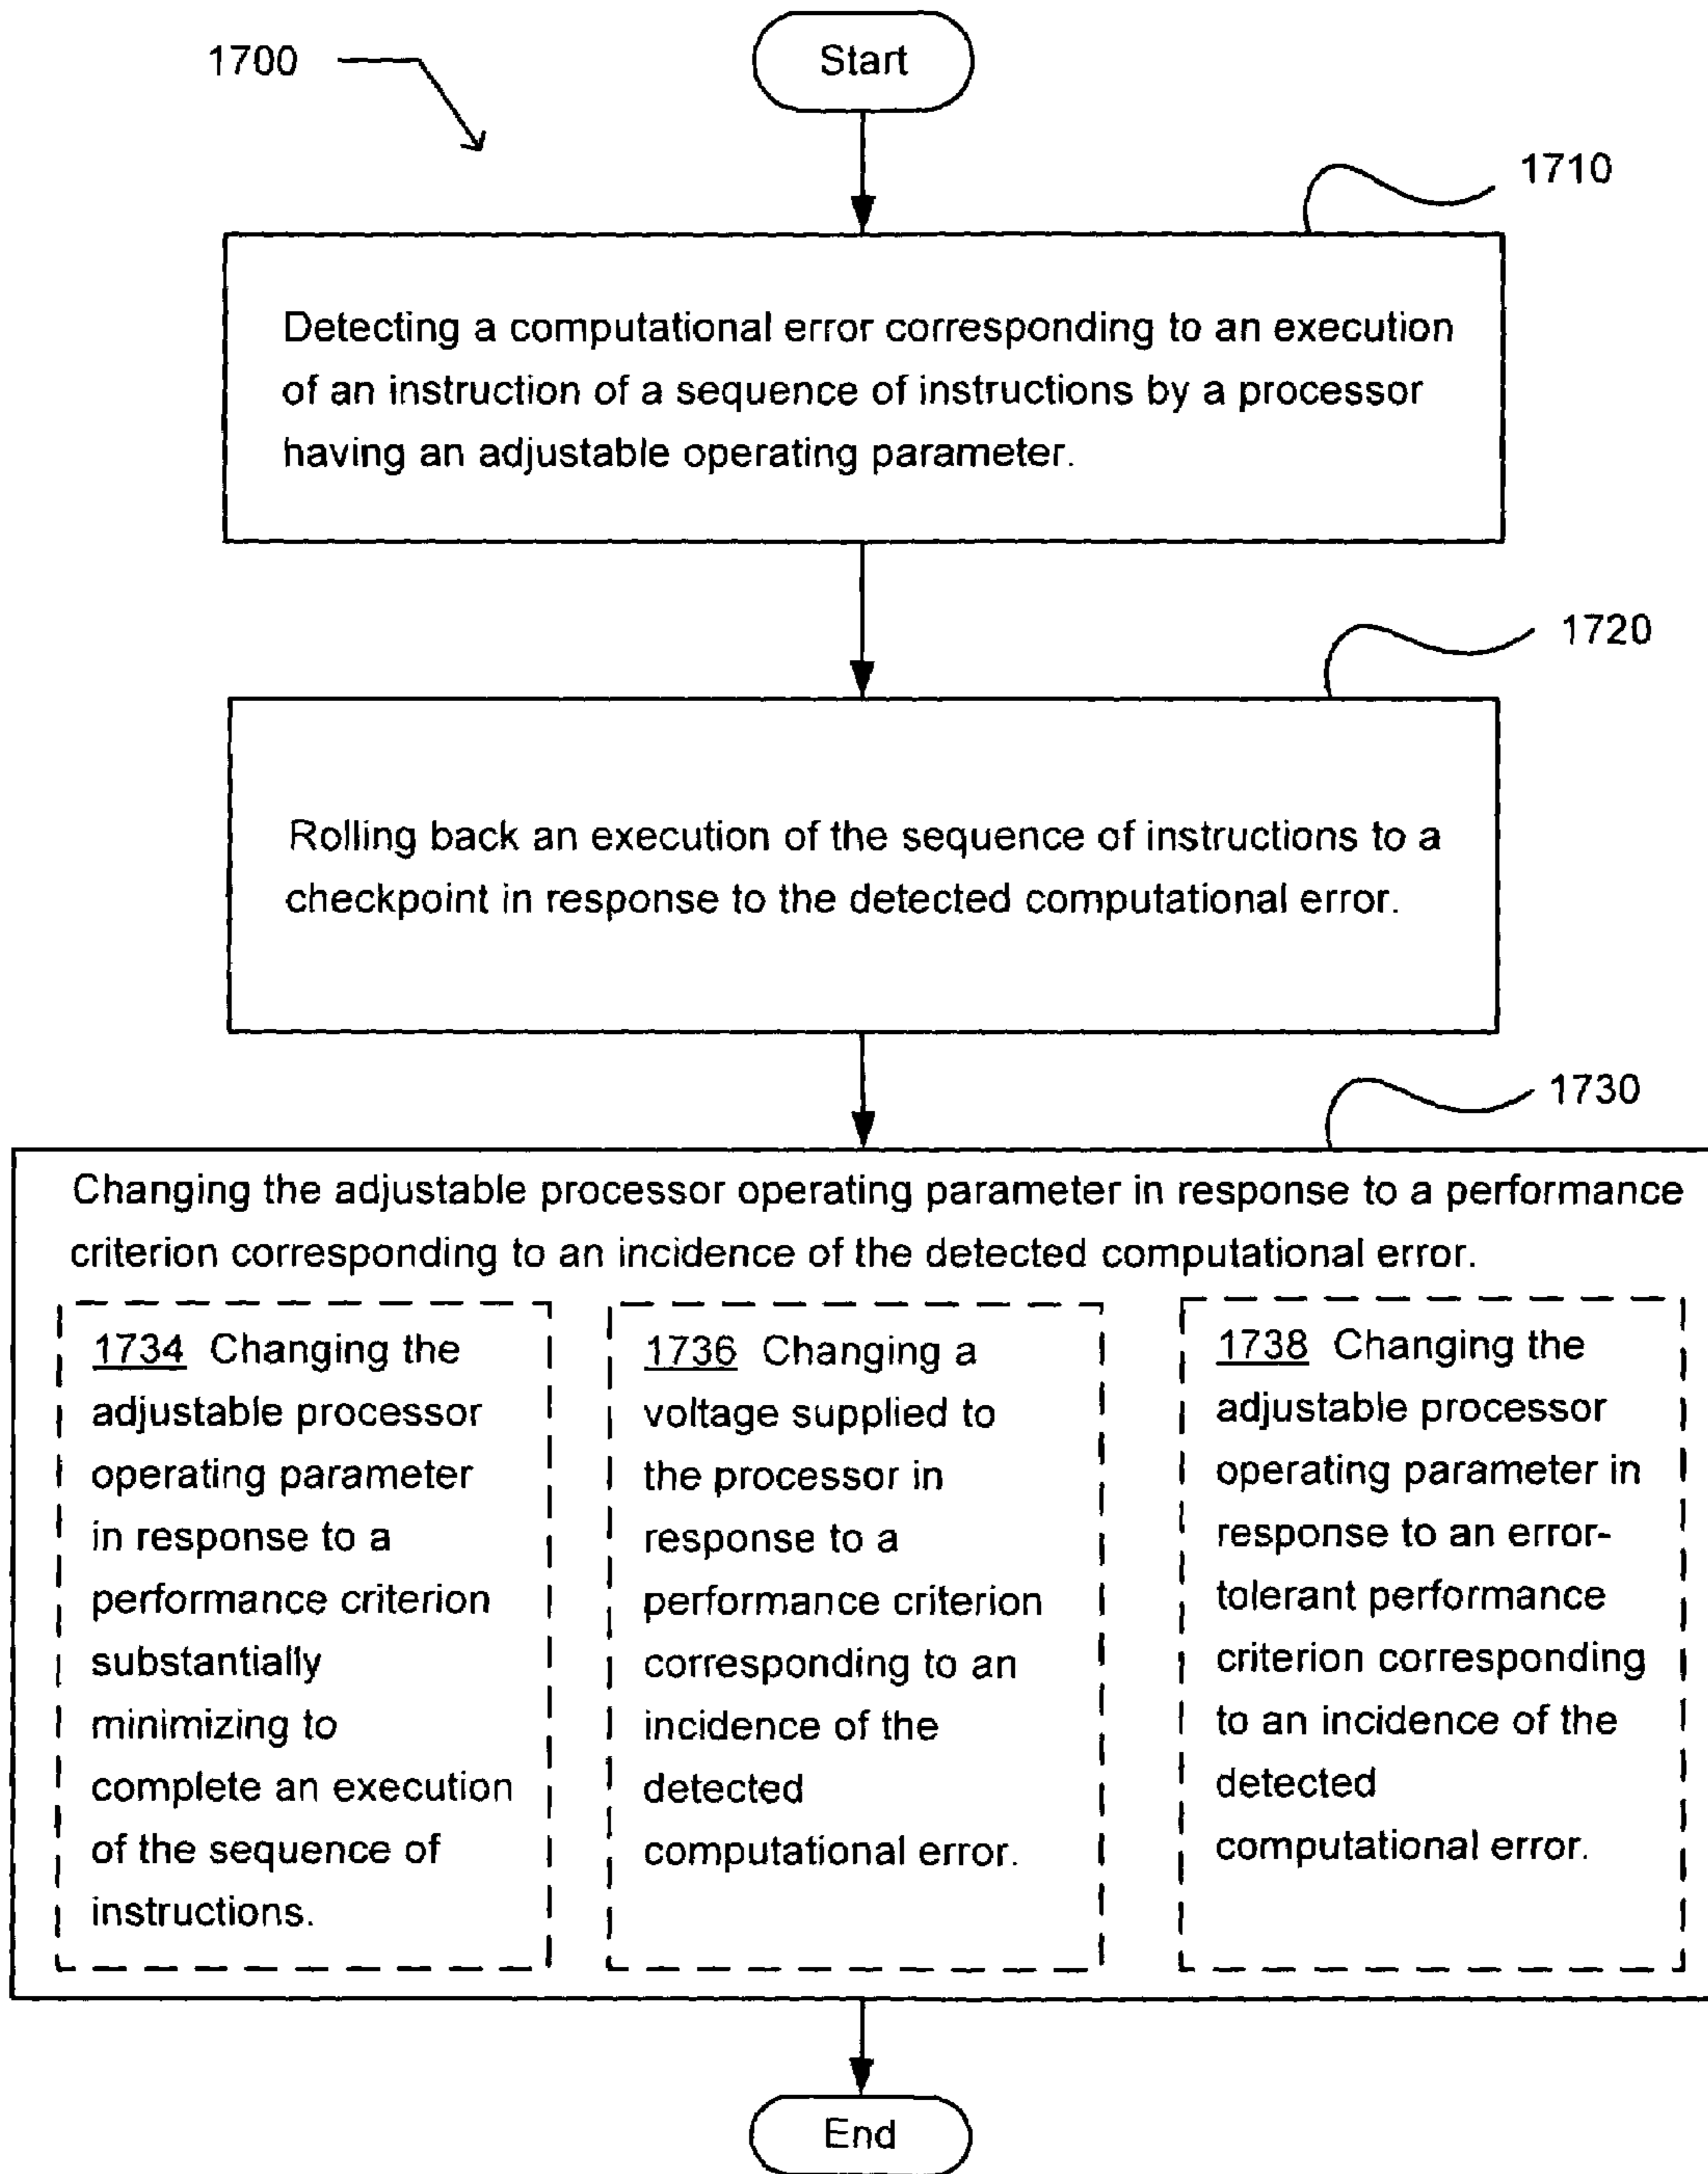 1700
Start
1710
Detecting a computational error corresponding to an execution
of an instruction of a sequence of instructions by a processor
having an adjustable operating parameter.
1720
Rolling back an execution of the sequence of instructions to a
checkpoint in response to the detected computational error.
1730
Changing the adjustable processor operating parameter in response to a performance
criterion corresponding to an incidence of the detected computational error.
1734 Changing the
adjustable processor
operating parameter
in response to a
performance criterion
substantially
minimizing to
complete an execution
of the sequence of
instructions.
1736 Changing a
voltage supplied to
the processor in
response to a
performance criterion
corresponding to an
incidence of the
detected
computational error.
1738 Changing the
adjustable processor
operating parameter in
response to an error-
tolerant performance
criterion corresponding
to an incidence of the
detected
computational error.
End